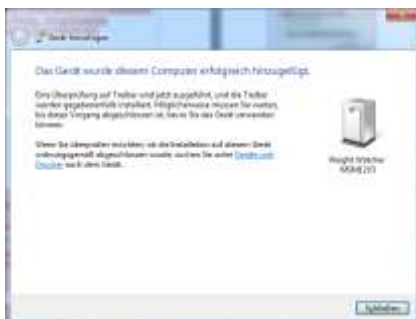 Gerät hinzufügen
Das Gerät wurde diesem Computer erfolgreich hinzugefügt.
Eine Überprüfung auf Treiber wird jetzt ausgeführt, und die Treiber
werden gegebenenfalls installiert. Möglicherweise müssen Sie warten,
bis dieser Vorgang abgeschlossen ist, bevor Sie das Gerät verwenden
können.
Wenn Sie überprüfen möchten, ob die Installation auf diesem Gerät
ordnungsgemäß abgeschlossen wurde, suchen Sie unter Geräte und
Drucker nach dem Gerät.
Weight Watcher
Schließen